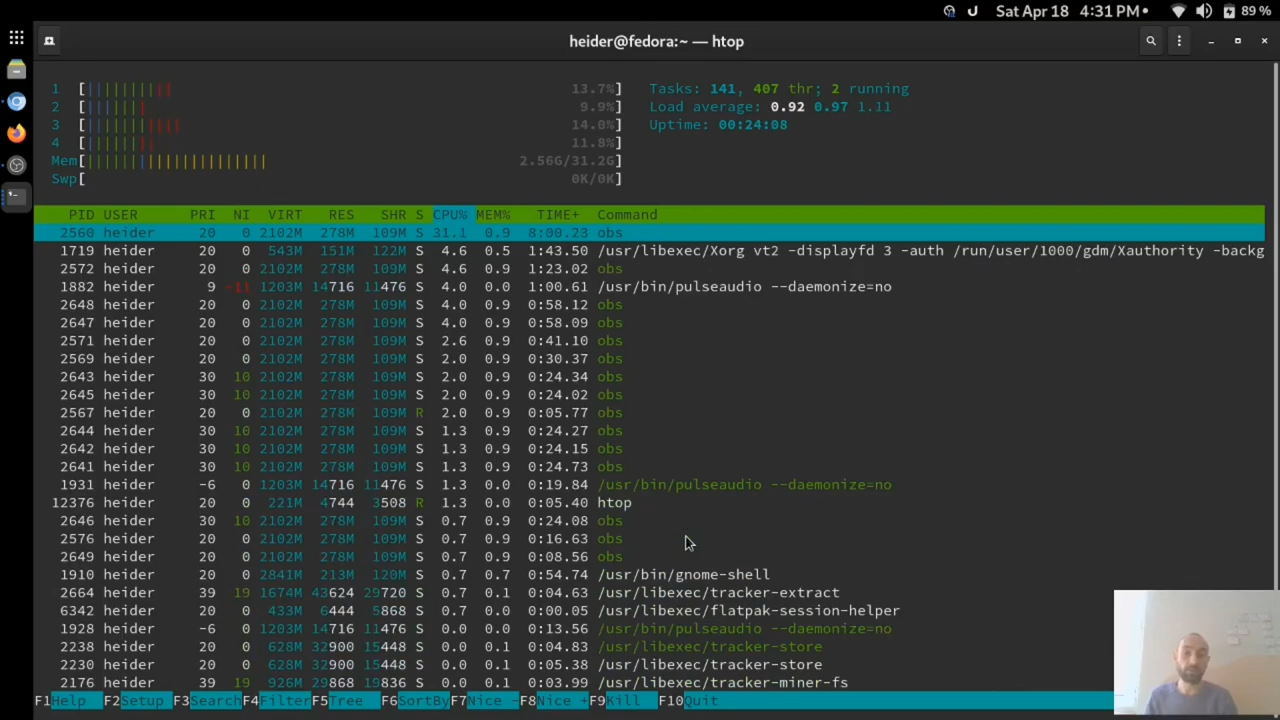 Sat Apr 18 4:31 PM 89 %
heider@fedora:~ — htop
1 [|||||||||| 13.7%] Tasks: 141, 407 thr; 2 running
2 [||||||| 9.9%] Load average: 0.92 0.97 1.11
3 [||||||||||| 14.0%] Uptime: 00:24:08
4 [|||||||| 11.8%]
Mem[||||||||||||||||||||| 2.56G/31.2G]
Swp[ 0K/0K]
PID USER PRI NI VIRT RES SHR S CPU% MEM% TIME+ Command
2560 heider 20 0 2102M 278M 109M S 31.1 0.9 8:00.23 obs
1719 heider 20 0 543M 151M 122M S 4.6 0.5 1:43.50 /usr/libexec/Xorg vt2 -displayfd 3 -auth /run/user/1000/gdm/Xauthority -backg
2572 heider 20 0 2102M 278M 109M S 4.6 0.9 1:23.02 obs
1882 heider 9 -11 1203M 14716 11476 S 4.0 0.0 1:00.61 /usr/bin/pulseaudio --daemonize=no
2648 heider 20 0 2102M 278M 109M S 4.0 0.9 0:58.12 obs
2647 heider 20 0 2102M 278M 109M S 4.0 0.9 0:58.09 obs
2571 heider 20 0 2102M 278M 109M S 2.6 0.9 0:41.10 obs
2569 heider 20 0 2102M 278M 109M S 2.0 0.9 0:30.37 obs
2643 heider 30 10 2102M 278M 109M S 2.0 0.9 0:24.34 obs
2645 heider 30 10 2102M 278M 109M S 2.0 0.9 0:24.02 obs
2567 heider 20 0 2102M 278M 109M R 2.0 0.9 0:05.77 obs
2644 heider 30 10 2102M 278M 109M S 1.3 0.9 0:24.27 obs
2642 heider 30 10 2102M 278M 109M S 1.3 0.9 0:24.15 obs
2641 heider 30 10 2102M 278M 109M S 1.3 0.9 0:24.73 obs
1931 heider -6 0 1203M 14716 11476 S 1.3 0.0 0:19.84 /usr/bin/pulseaudio --daemonize=no
12376 heider 20 0 221M 4744 3508 R 1.3 0.0 0:05.40 htop
2646 heider 30 10 2102M 278M 109M S 0.7 0.9 0:24.08 obs
2576 heider 20 0 2102M 278M 109M S 0.7 0.9 0:16.63 obs
2649 heider 20 0 2102M 278M 109M S 0.7 0.9 0:08.56 obs
1910 heider 20 0 2841M 213M 120M S 0.7 0.7 0:54.74 /usr/bin/gnome-shell
2664 heider 39 19 1674M 43624 29720 S 0.7 0.1 0:04.63 /usr/libexec/tracker-extract
6342 heider 20 0 433M 6444 5868 S 0.7 0.0 0:00.05 /usr/libexec/flatpak-session-helper
1928 heider -6 0 1203M 14716 11476 S 0.0 0.0 0:13.56 /usr/bin/pulseaudio --daemonize=no
2238 heider 20 0 628M 32900 15448 S 0.0 0.1 0:04.83 /usr/libexec/tracker-store
2230 heider 20 0 628M 32900 15448 S 0.0 0.1 0:05.38 /usr/libexec/tracker-store
2176 heider 39 19 926M 29868 19836 S 0.0 0.1 0:03.99 /usr/libexec/tracker-miner-fs
F1Help F2Setup F3SearchF4FilterF5Tree F6SortByF7Nice -F8Nice +F9Kill F10Quit